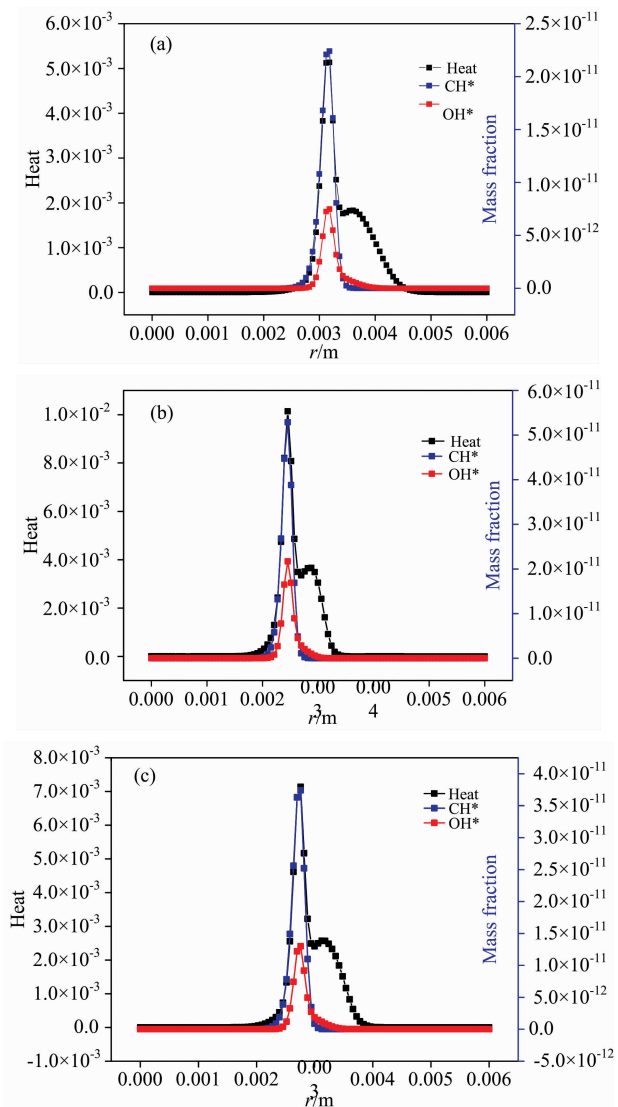 (a)
6.0×10⁻³
5.0×10⁻³
4.0×10⁻³
3.0×10⁻³
2.0×10⁻³
1.0×10⁻³
0.0
Heat
Heat
CH*
OH*
2.5×10⁻¹¹
2.0×10⁻¹¹
1.5×10⁻¹¹
1.0×10⁻¹¹
5.0×10⁻¹²
0.0
Mass fraction
0.000 0.001 0.002 0.003 0.004 0.005 0.006
r/m
(b)
1.0×10⁻²
8.0×10⁻³
6.0×10⁻³
4.0×10⁻³
2.0×10⁻³
0.0
Heat
Heat
CH*
OH*
6.0×10⁻¹¹
5.0×10⁻¹¹
4.0×10⁻¹¹
3.0×10⁻¹¹
2.0×10⁻¹¹
1.0×10⁻¹¹
0.0
Mass fraction
0.000 0.001 0.002 0.00 0.00 0.005 0.006
3 4
r/m
(c)
8.0×10⁻³
7.0×10⁻³
6.0×10⁻³
5.0×10⁻³
4.0×10⁻³
3.0×10⁻³
2.0×10⁻³
1.0×10⁻³
0.0
-1.0×10⁻³
Heat
Heat
CH*
OH*
4.0×10⁻¹¹
3.5×10⁻¹¹
3.0×10⁻¹¹
2.5×10⁻¹¹
2.0×10⁻¹¹
1.5×10⁻¹¹
1.0×10⁻¹¹
5.0×10⁻¹²
0.0
-5.0×10⁻¹²
Mass fraction
0.000 0.001 0.002 0.00 0.004 0.005 0.006
3
r/m